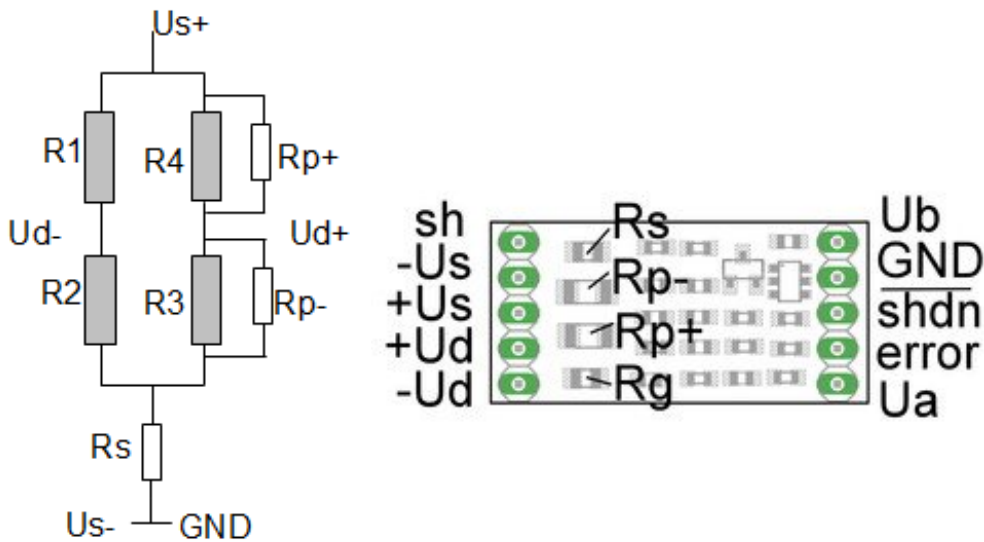 Us+
R1
R4
Rp+
Ud-
Ud+
R2
R3
Rp-
Rs
Us-
GND
sh
-Us
+Us
+Ud
-Ud
Rs
Rp-
Rp+
Rg
Ub
GND
shdn
error
Ua